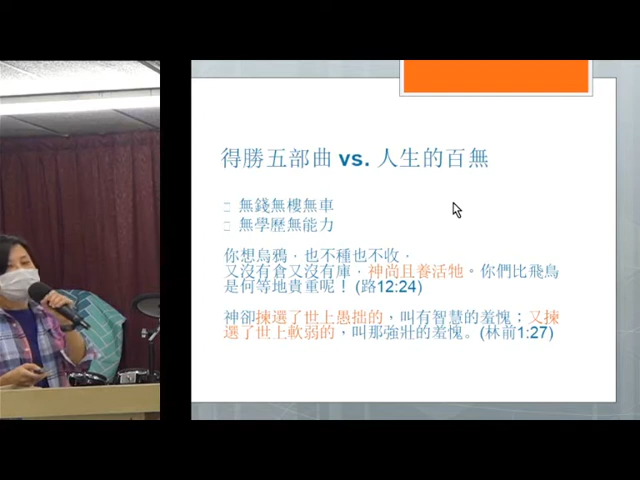 得勝五部曲 vs. 人生的百無
無錢無樓無車
無學歷無能力
你想烏鴉，也不種也不收，
又沒有倉又沒有庫，神尚且養活牠。你們比飛鳥
是何等地貴重呢！(路12:24)
神卻揀選了世上愚拙的，叫有智慧的羞愧；又揀
選了世上軟弱的，叫那強壯的羞愧。(林前1:27)